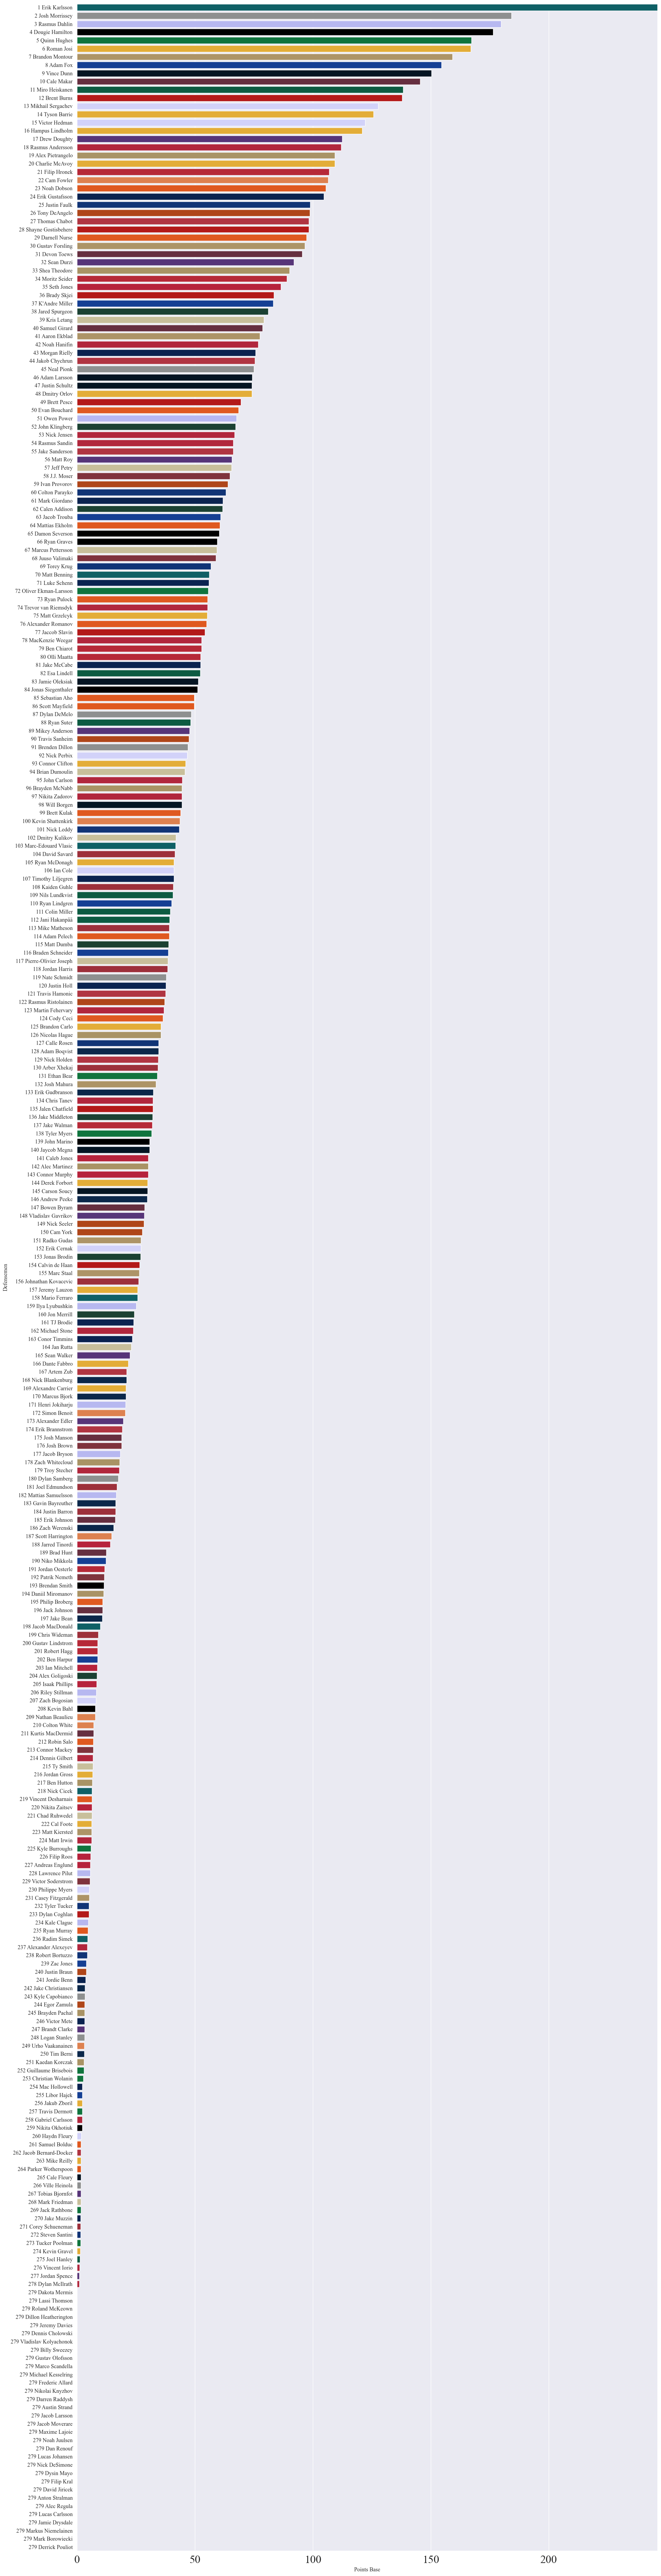 1 Erik Karlsson
2 Josh Morrissey
3 Rasmus Dahlin
4 Dougie Hamilton
5 Quinn Hughes
6 Roman Josi
7 Brandon Montour
8 Adam Fox
9 Vince Dunn
10 Cale Makar
11 Miro Heiskanen
12 Brent Burns
13 Mikhail Sergachev
14 Tyson Barrie
15 Victor Hedman
16 Hampus Lindholm
17 Drew Doughty
18 Rasmus Andersson
19 Alex Pietrangelo
20 Charlie McAvoy
21 Filip Hronek
22 Cam Fowler
23 Noah Dobson
24 Erik Gustafsson
25 Justin Faulk
26 Tony DeAngelo
27 Thomas Chabot
28 Shayne Gostisbehere
29 Darnell Nurse
30 Gustav Forsling
31 Devon Toews
32 Sean Durzi
33 Shea Theodore
34 Moritz Seider
35 Seth Jones
36 Brady Skjei
37 K'Andre Miller
38 Jared Spurgeon
39 Kris Letang
40 Samuel Girard
41 Aaron Ekblad
42 Noah Hanifin
43 Morgan Rielly
44 Jakob Chychrun
45 Neal Pionk
46 Adam Larsson
47 Justin Schultz
48 Dmitry Orlov
49 Brett Pesce
50 Evan Bouchard
51 Owen Power
52 John Klingberg
53 Nick Jensen
54 Rasmus Sandin
55 Jake Sanderson
56 Matt Roy
57 Jeff Petry
58 J.J. Moser
59 Ivan Provorov
60 Colton Parayko
61 Mark Giordano
62 Calen Addison
63 Jacob Trouba
64 Mattias Ekholm
65 Damon Severson
66 Ryan Graves
67 Marcus Pettersson
68 Juuso Valimaki
69 Torey Krug
70 Matt Benning
71 Luke Schenn
72 Oliver Ekman-Larsson
73 Ryan Pulock
74 Trevor van Riemsdyk
75 Matt Grzelcyk
76 Alexander Romanov
77 Jaccob Slavin
78 MacKenzie Weegar
79 Ben Chiarot
80 Olli Maatta
81 Jake McCabe
82 Esa Lindell
83 Jamie Oleksiak
84 Jonas Siegenthaler
85 Sebastian Aho
86 Scott Mayfield
87 Dylan DeMelo
88 Ryan Suter
89 Mikey Anderson
90 Travis Sanheim
91 Brenden Dillon
92 Nick Perbix
93 Connor Clifton
94 Brian Dumoulin
95 John Carlson
96 Brayden McNabb
97 Nikita Zadorov
98 Will Borgen
99 Brett Kulak
100 Kevin Shattenkirk
101 Nick Leddy
102 Dmitry Kulikov
103 Marc-Edouard Vlasic
104 David Savard
105 Ryan McDonagh
106 Ian Cole
107 Timothy Liljegren
108 Kaiden Guhle
109 Nils Lundkvist
110 Ryan Lindgren
111 Colin Miller
112 Jani Hakanpää
113 Mike Matheson
114 Adam Pelech
115 Matt Dumba
116 Braden Schneider
117 Pierre-Olivier Joseph
118 Jordan Harris
119 Nate Schmidt
120 Justin Holl
121 Travis Hamonic
122 Rasmus Ristolainen
123 Martin Fehervary
124 Cody Ceci
125 Brandon Carlo
126 Nicolas Hague
127 Calle Rosen
128 Adam Boqvist
129 Nick Holden
130 Arber Xhekaj
131 Ethan Bear
132 Josh Mahura
133 Erik Gudbranson
134 Chris Tanev
135 Jalen Chatfield
136 Jake Middleton
137 Jake Walman
138 Tyler Myers
139 John Marino
140 Jaycob Megna
141 Caleb Jones
142 Alec Martinez
143 Connor Murphy
144 Derek Forbort
145 Carson Soucy
146 Andrew Peeke
147 Bowen Byram
148 Vladislav Gavrikov
149 Nick Seeler
150 Cam York
151 Radko Gudas
152 Erik Cernak
153 Jonas Brodin
154 Calvin de Haan
155 Marc Staal
156 Johnathan Kovacevic
157 Jeremy Lauzon
158 Mario Ferraro
159 Ilya Lyubushkin
160 Jon Merrill
161 TJ Brodie
162 Michael Stone
163 Conor Timmins
164 Jan Rutta
165 Sean Walker
166 Dante Fabbro
167 Artem Zub
168 Nick Blankenburg
169 Alexandre Carrier
170 Marcus Bjork
171 Henri Jokiharju
172 Simon Benoit
173 Alexander Edler
174 Erik Brannstrom
175 Josh Manson
176 Josh Brown
177 Jacob Bryson
178 Zach Whitecloud
179 Troy Stecher
180 Dylan Samberg
181 Joel Edmundson
182 Mattias Samuelsson
183 Gavin Bayreuther
184 Justin Barron
185 Erik Johnson
186 Zach Werenski
187 Scott Harrington
188 Jarred Tinordi
189 Brad Hunt
190 Niko Mikkola
191 Jordan Oesterle
192 Patrik Nemeth
193 Brendan Smith
194 Daniil Miromanov
195 Philip Broberg
196 Jack Johnson
197 Jake Bean
198 Jacob MacDonald
199 Chris Wideman
200 Gustav Lindstrom
201 Robert Hagg
202 Ben Harpur
203 Ian Mitchell
204 Alex Goligoski
205 Isaak Phillips
206 Riley Stillman
207 Zach Bogosian
208 Kevin Bahl
209 Nathan Beaulieu
210 Colton White
211 Kurtis MacDermid
212 Robin Salo
213 Connor Mackey
214 Dennis Gilbert
215 Ty Smith
216 Jordan Gross
217 Ben Hutton
218 Nick Cicek
219 Vincent Desharnais
220 Nikita Zaitsev
221 Chad Ruhwedel
222 Cal Foote
223 Matt Kiersted
224 Matt Irwin
225 Kyle Burroughs
226 Filip Roos
227 Andreas Englund
228 Lawrence Pilut
229 Victor Soderstrom
230 Philippe Myers
231 Casey Fitzgerald
232 Tyler Tucker
233 Dylan Coghlan
234 Kale Clague
235 Ryan Murray
236 Radim Simek
237 Alexander Alexeyev
238 Robert Bortuzzo
239 Zac Jones
240 Justin Braun
241 Jordie Benn
242 Jake Christiansen
243 Kyle Capobianco
244 Egor Zamula
245 Brayden Pachal
246 Victor Mete
247 Brandt Clarke
248 Logan Stanley
249 Urho Vaakanainen
250 Tim Berni
251 Kaedan Korczak
252 Guillaume Brisebois
253 Christian Wolanin
254 Mac Hollowell
255 Libor Hajek
256 Jakub Zboril
257 Travis Dermott
258 Gabriel Carlsson
259 Nikita Okhotiuk
260 Haydn Fleury
261 Samuel Bolduc
262 Jacob Bernard-Docker
263 Mike Reilly
264 Parker Wotherspoon
265 Cale Fleury
266 Ville Heinola
267 Tobias Bjornfot
268 Mark Friedman
269 Jack Rathbone
270 Jake Muzzin
271 Corey Schueneman
272 Steven Santini
273 Tucker Poolman
274 Kevin Gravel
275 Joel Hanley
276 Vincent Iorio
277 Jordan Spence
278 Dylan McIlrath
279 Dakota Mermis
279 Lassi Thomson
279 Roland McKeown
279 Dillon Heatherington
279 Jeremy Davies
279 Dennis Cholowski
279 Vladislav Kolyachonok
279 Billy Sweezey
279 Gustav Olofsson
279 Marco Scandella
279 Michael Kesselring
279 Frederic Allard
279 Nikolai Knyzhov
279 Darren Raddysh
279 Austin Strand
279 Jacob Larsson
279 Jacob Moverare
279 Maxime Lajoie
279 Noah Juulsen
279 Dan Renouf
279 Lucas Johansen
279 Nick DeSimone
279 Dysin Mayo
279 Filip Kral
279 David Jiricek
279 Anton Stralman
279 Alec Regula
279 Lucas Carlsson
279 Jamie Drysdale
279 Markus Niemelainen
279 Mark Borowiecki
279 Derrick Pouliot
Defensemen
0 50 100 150 200
Points Base